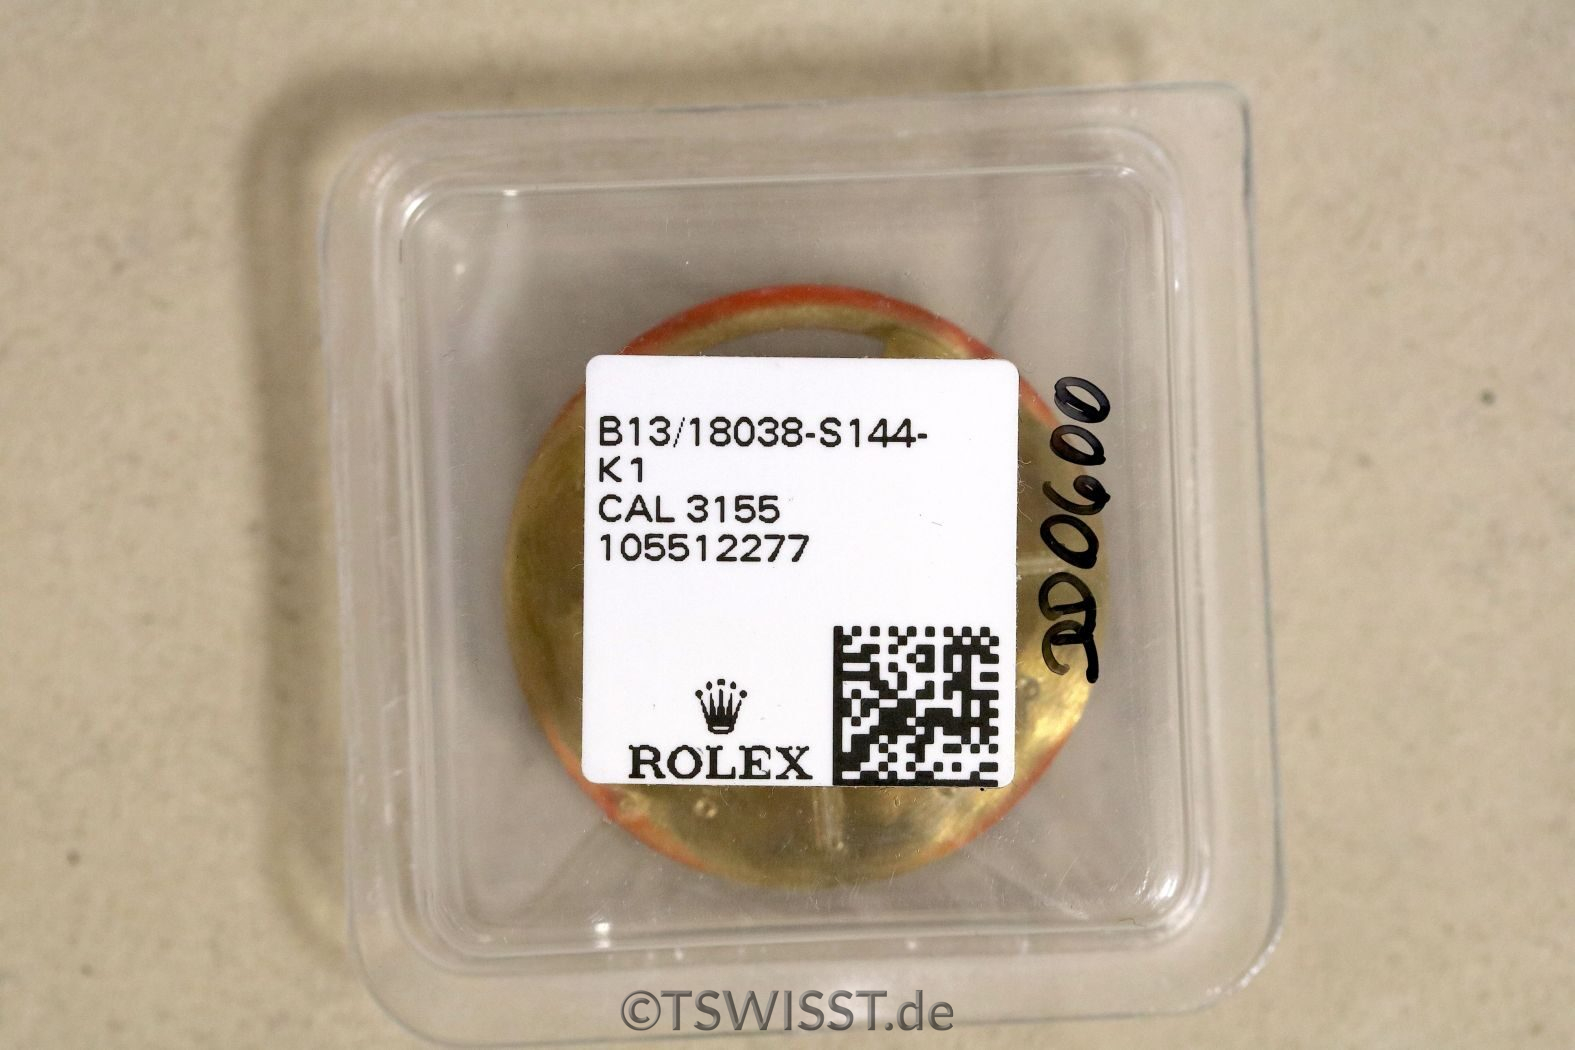 B13/18038-S144-
K1
CAL 3155
105512277
ROLEX
DD0600
©TSWISST.de